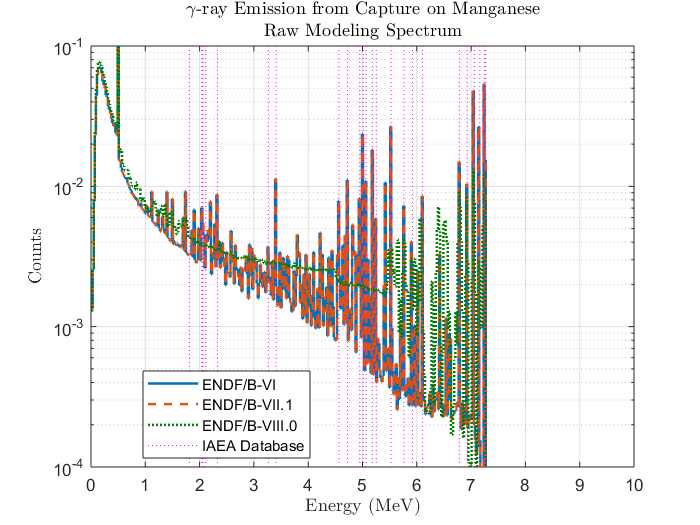 γ-ray Emission from Capture on Manganese
Raw Modeling Spectrum
10⁻¹
10⁻²
10⁻³
10⁻⁴
Counts
ENDF/B-VI
ENDF/B-VII.1
ENDF/B-VIII.0
IAEA Database
0 1 2 3 4 5 6 7 8 9 10
Energy (MeV)